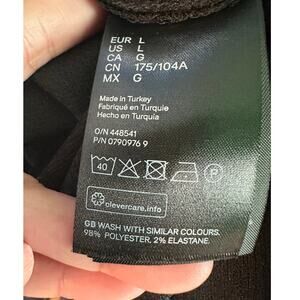 EUR L
US L
CA G
CN 175/104A
MX G
Made in Turkey
Fabriqué en Turquie
Hecho en Turquía
O/N 448541
P/N 0790976 9
40
P
clevercare.info
GB WASH WITH SIMILAR COLOURS.
98% POLYESTER, 2% ELASTANE.